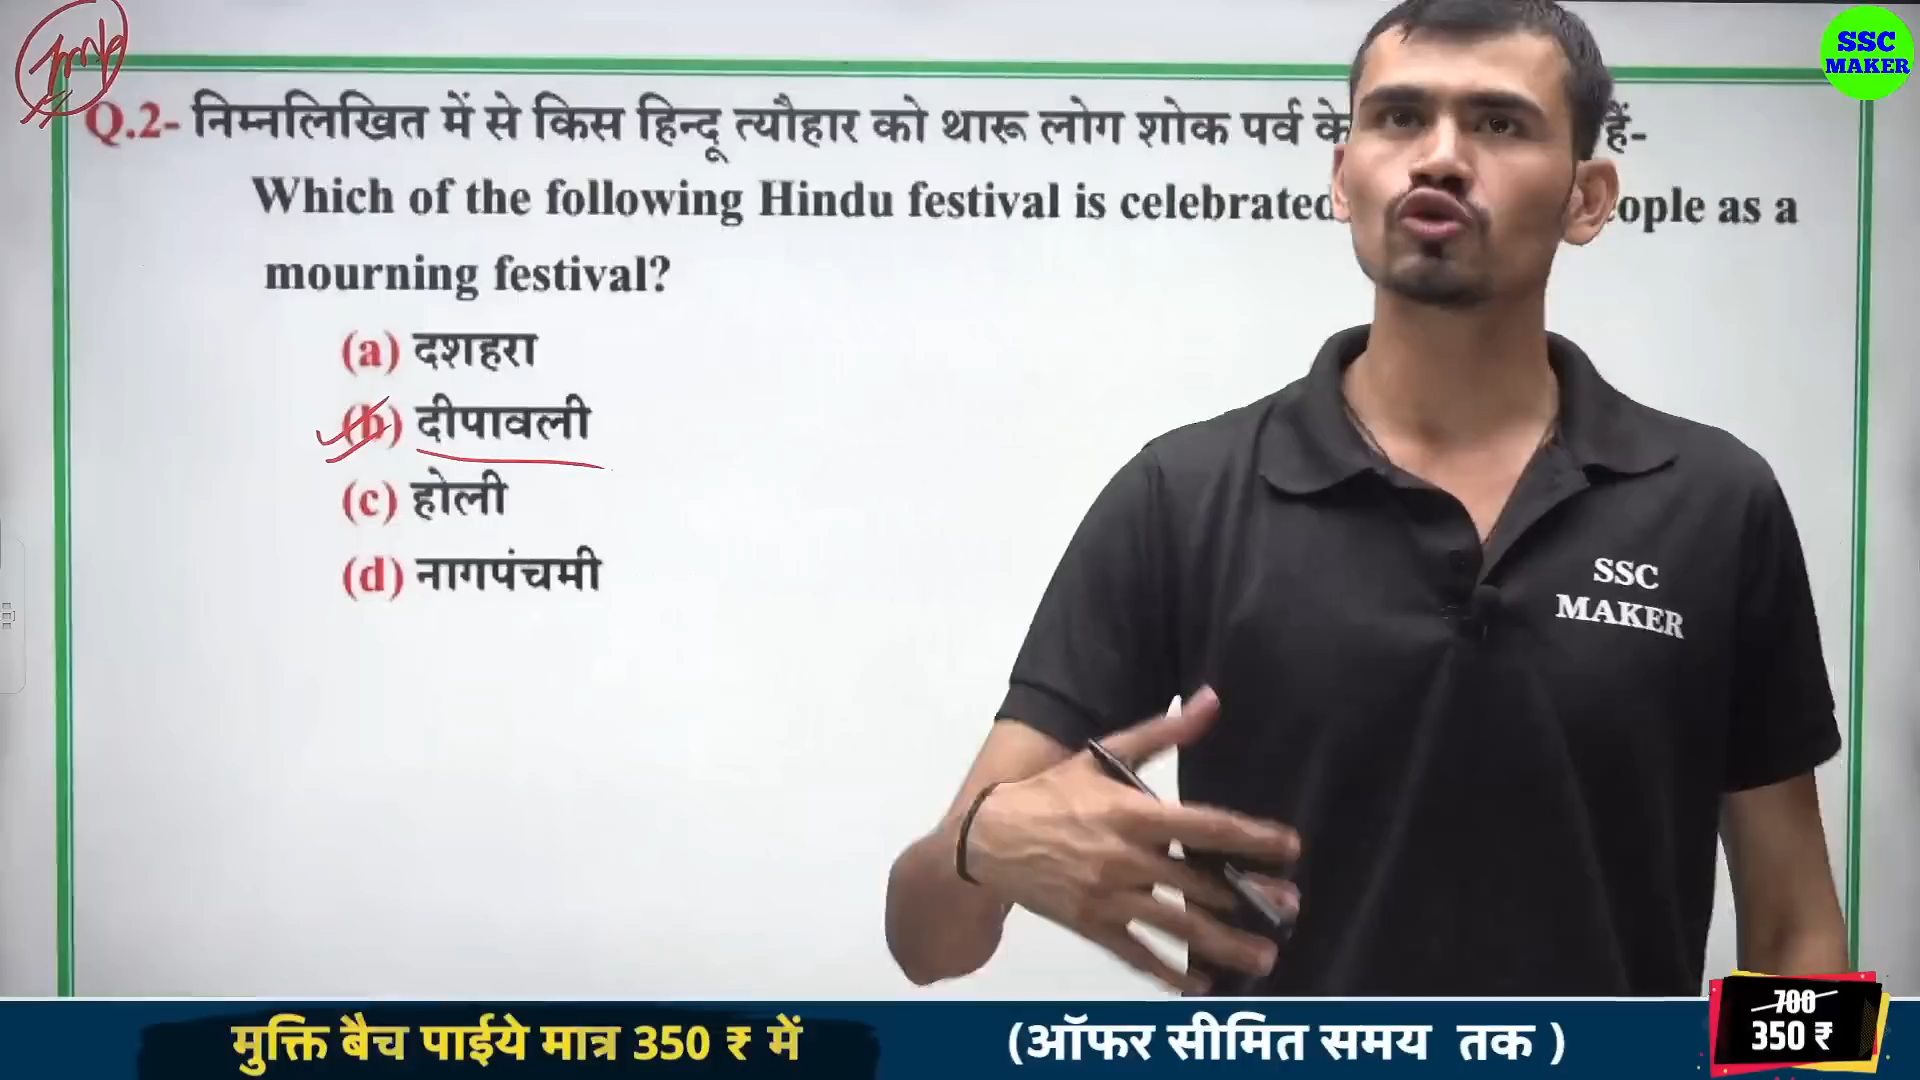 SSC
MAKER
Q.2- निम्नलिखित में से किस हिन्दू त्यौहार को थारू लोग शोक पर्व के हैं-
Which of the following Hindu festival is celebrated ople as a
mourning festival?
(a) दशहरा
(b) दीपावली
(c) होली
(d) नागपंचमी
SSC
MAKER
मुक्ति बैच पाईये मात्र 350 ₹ में
(ऑफर सीमित समय तक )
700
350 ₹